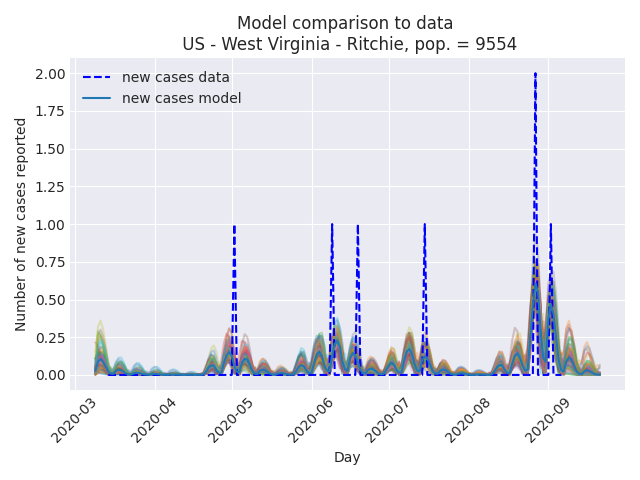 Model comparison to data
US - West Virginia - Ritchie, pop. = 9554
new cases data
new cases model
Number of new cases reported
2.00
1.75
1.50
1.25
1.00
0.75
0.50
0.25
0.00
2020-03
2020-04
2020-05
2020-06
2020-07
2020-08
2020-09
Day